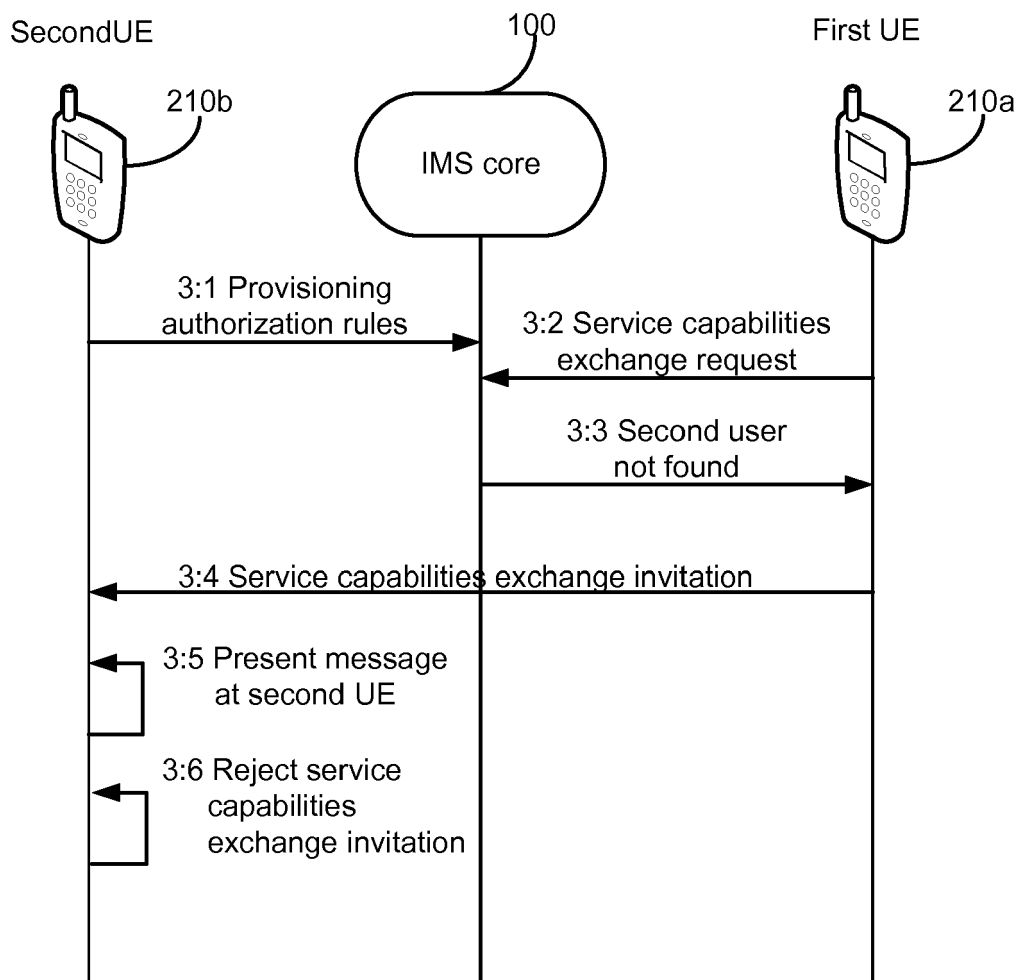 SecondUE
100
First UE
210b
210a
IMS core
3:1 Provisioning
authorization rules
3:2 Service capabilities
exchange request
3:3 Second user
not found
3:4 Service capabilities exchange invitation
3:5 Present message
at second UE
3:6 Reject service
capabilities
exchange invitation